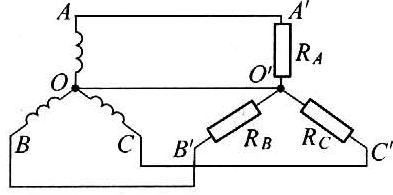 A A'
R_A
O O'
B C B' R_B R_C C'